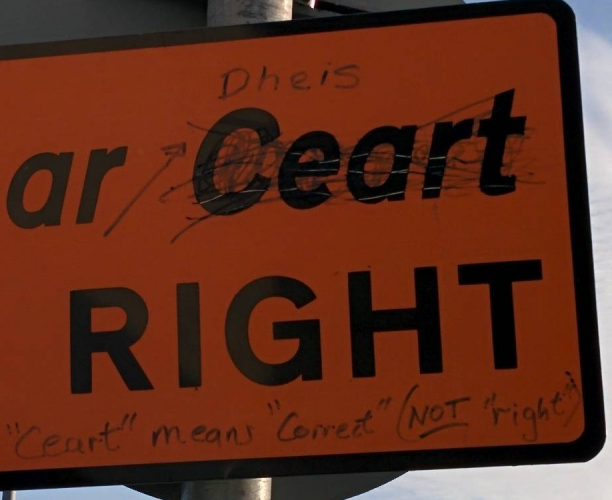 Dheis
ar Ceart
RIGHT
"Ceart" means "Correct" (NOT "right")